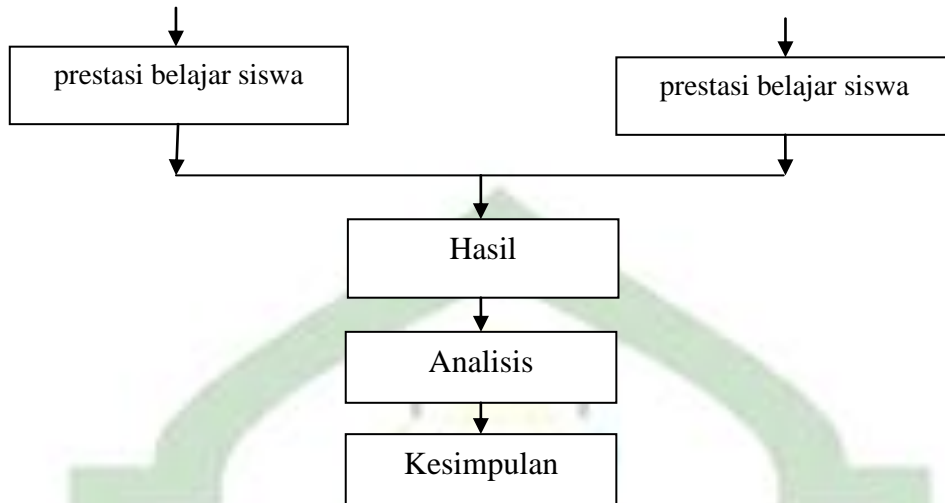 prestasi belajar siswa
prestasi belajar siswa
Hasil
Analisis
Kesimpulan